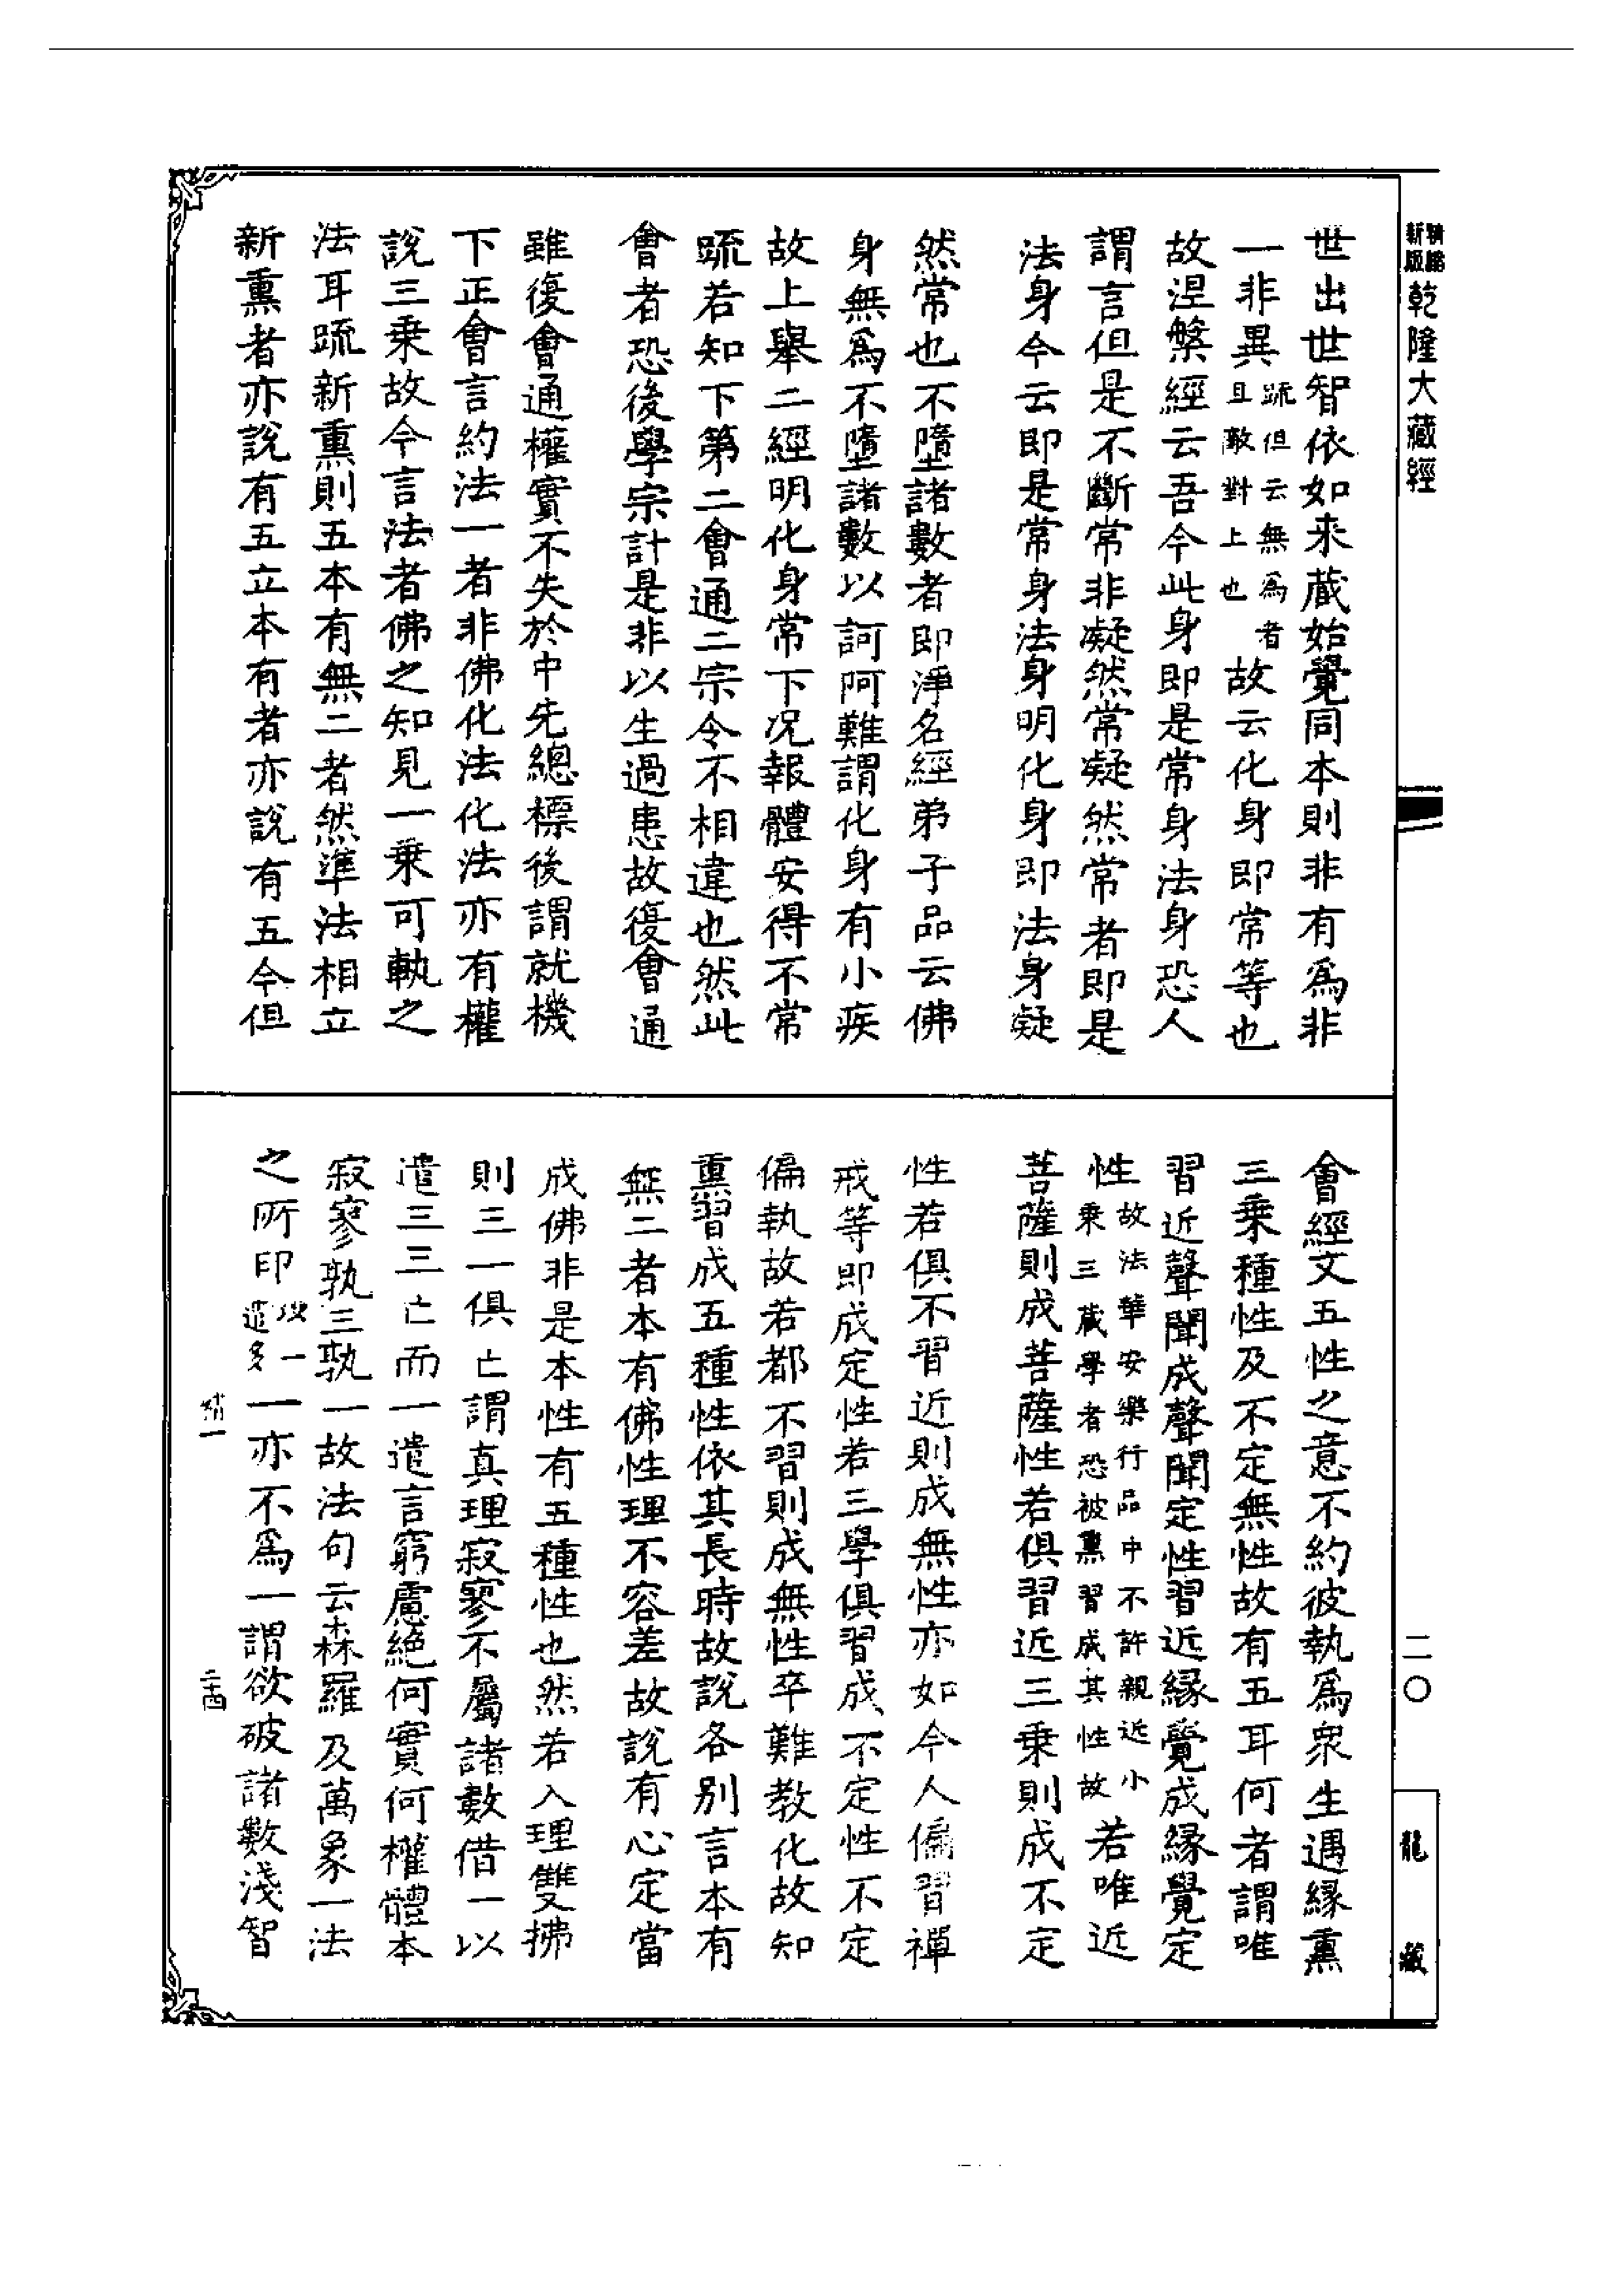 新版
精縮
乾隆大藏經
世出世智依如来蔵始覺同本則非有爲非
一非異
䟽但云無爲者
且敵對上也
故云化身即常等也
故涅槃經云吾今此身即是常身法身恐人
謂言但是不斷常非凝然常凝然常者即是
法身今云即是常身法身明化身即法身凝
然常也不墮諸數者即淨名經弟子品云佛
身無爲不墮諸數以訶阿難謂化身有小疾
故上舉二經明化身常下况報體安得不常
䟽若知下第二會通二宗令不相違也然此
會者恐後學宗計是非以生過患故復會通
雖復會通權實不失於中先總標後謂就機
下正會言約法一者非佛化法化法亦有權
說三乗故今言法者佛之知見一乗可執之
法耳䟽新熏則五本有無二者然準法相立
新熏者亦說有五立本有者亦說有五今但
會經文五性之意不約彼執爲衆生遇縁熏
三乗種性及不定無性故有五耳何者謂唯
習近聲聞成聲聞定性習近縁覺成縁覺定
性
故法華安樂行品中不許親近小
乗三蔵學者恐被熏習成其性故
若唯近
菩薩則成菩薩性若俱習近三乗則成不定
性若俱不習近則成無性亦如今人偏習禪
戒等即成定性若三學俱習成不定性不定
偏執故若都不習則成無性卒難教化故知
熏習成五種性依其長時故說各别言本有
無二者本有佛性理不容差故說有心定當
成佛非是本性有五種性也然若入理雙拂
則三一俱亡謂真理寂寥不屬諸數借一以
遣三三亡而一遣言窮慮絶何實何權體本
寂寥孰三孰一故法句云森羅及萬象一法
之所印
一
遣多
一亦不爲一謂欲破諸數淺智
二〇
龍藏